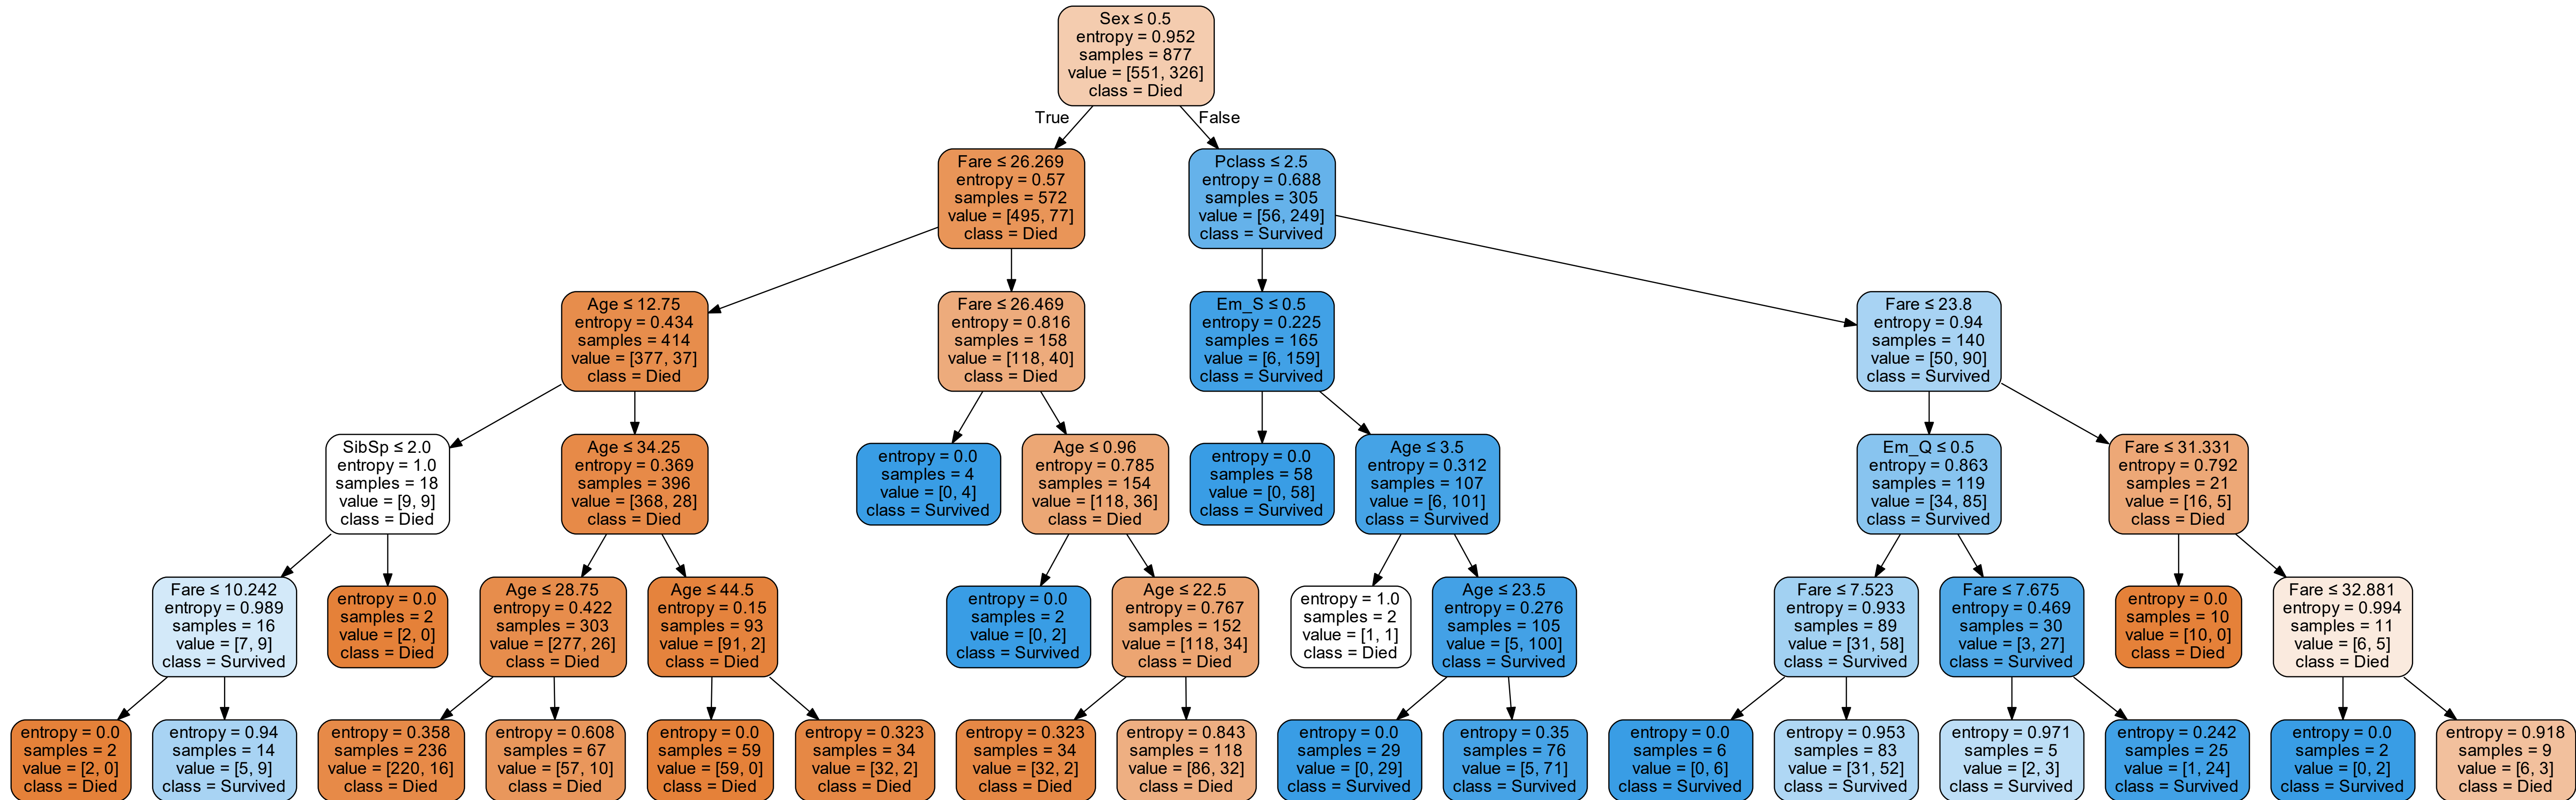 Sex ≤ 0.5
entropy = 0.952
samples = 877
value = [551, 326]
class = Died
True
False
Fare ≤ 26.269
entropy = 0.57
samples = 572
value = [495, 77]
class = Died
Pclass ≤ 2.5
entropy = 0.688
samples = 305
value = [56, 249]
class = Survived
Age ≤ 12.75
entropy = 0.434
samples = 414
value = [377, 37]
class = Died
Fare ≤ 26.469
entropy = 0.816
samples = 158
value = [118, 40]
class = Died
Em_S ≤ 0.5
entropy = 0.225
samples = 165
value = [6, 159]
class = Survived
Fare ≤ 23.8
entropy = 0.94
samples = 140
value = [50, 90]
class = Survived
SibSp ≤ 2.0
entropy = 1.0
samples = 18
value = [9, 9]
class = Died
Age ≤ 34.25
entropy = 0.369
samples = 396
value = [368, 28]
class = Died
entropy = 0.0
samples = 4
value = [0, 4]
class = Survived
Age ≤ 0.96
entropy = 0.785
samples = 154
value = [118, 36]
class = Died
entropy = 0.0
samples = 58
value = [0, 58]
class = Survived
Age ≤ 3.5
entropy = 0.312
samples = 107
value = [6, 101]
class = Survived
Em_Q ≤ 0.5
entropy = 0.863
samples = 119
value = [34, 85]
class = Survived
Fare ≤ 31.331
entropy = 0.792
samples = 21
value = [16, 5]
class = Died
Fare ≤ 10.242
entropy = 0.989
samples = 16
value = [7, 9]
class = Survived
entropy = 0.0
samples = 2
value = [2, 0]
class = Died
Age ≤ 28.75
entropy = 0.422
samples = 303
value = [277, 26]
class = Died
Age ≤ 44.5
entropy = 0.15
samples = 93
value = [91, 2]
class = Died
entropy = 0.0
samples = 2
value = [0, 2]
class = Survived
Age ≤ 22.5
entropy = 0.767
samples = 152
value = [118, 34]
class = Died
entropy = 1.0
samples = 2
value = [1, 1]
class = Died
Age ≤ 23.5
entropy = 0.276
samples = 105
value = [5, 100]
class = Survived
Fare ≤ 7.523
entropy = 0.933
samples = 89
value = [31, 58]
class = Survived
Fare ≤ 7.675
entropy = 0.469
samples = 30
value = [3, 27]
class = Survived
entropy = 0.0
samples = 10
value = [10, 0]
class = Died
Fare ≤ 32.881
entropy = 0.994
samples = 11
value = [6, 5]
class = Died
entropy = 0.0
samples = 2
value = [2, 0]
class = Died
entropy = 0.94
samples = 14
value = [5, 9]
class = Survived
entropy = 0.358
samples = 236
value = [220, 16]
class = Died
entropy = 0.608
samples = 67
value = [57, 10]
class = Died
entropy = 0.0
samples = 59
value = [59, 0]
class = Died
entropy = 0.323
samples = 34
value = [32, 2]
class = Died
entropy = 0.323
samples = 34
value = [32, 2]
class = Died
entropy = 0.843
samples = 118
value = [86, 32]
class = Died
entropy = 0.0
samples = 29
value = [0, 29]
class = Survived
entropy = 0.35
samples = 76
value = [5, 71]
class = Survived
entropy = 0.0
samples = 6
value = [0, 6]
class = Survived
entropy = 0.953
samples = 83
value = [31, 52]
class = Survived
entropy = 0.971
samples = 5
value = [2, 3]
class = Survived
entropy = 0.242
samples = 25
value = [1, 24]
class = Survived
entropy = 0.0
samples = 2
value = [0, 2]
class = Survived
entropy = 0.918
samples = 9
value = [6, 3]
class = Died